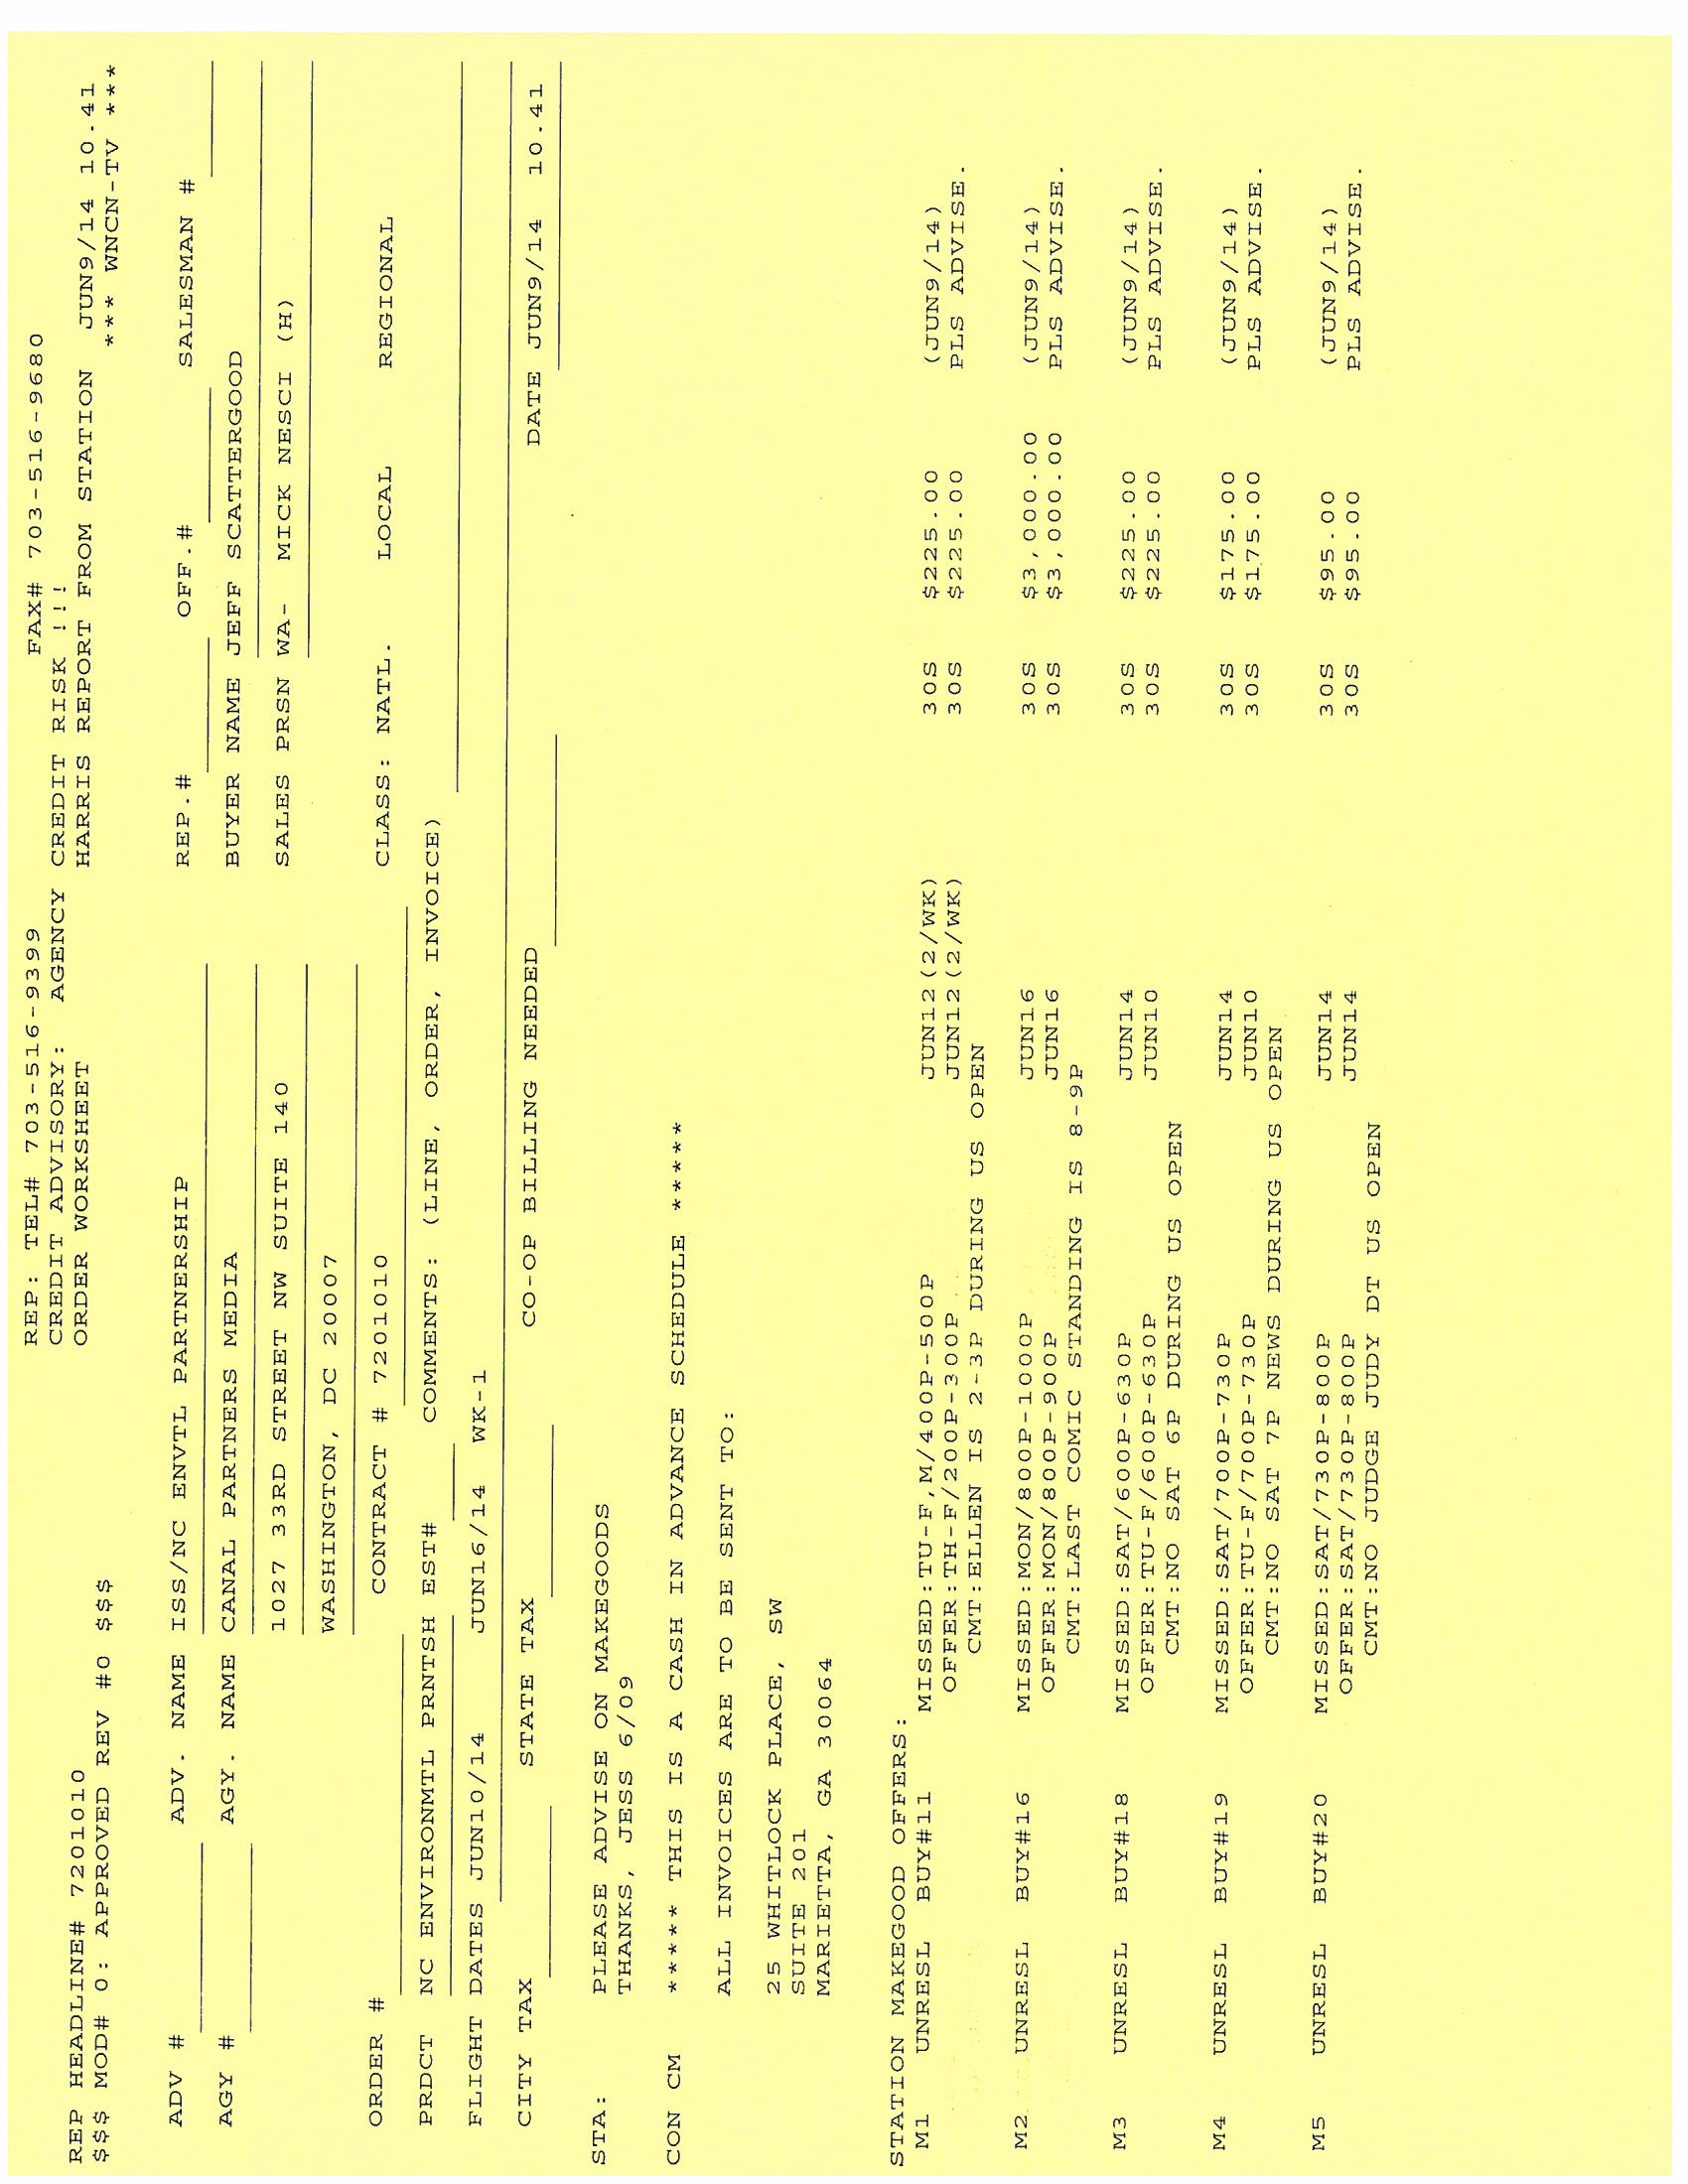 REP: TEL# 703-516-9399 FAX# 703-516-9680
CREDIT ADVISORY: AGENCY CREDIT RISK !!!
REP HEADLINE# 7201010 ORDER WORKSHEET HARRIS REPORT FROM STATION JUN9/14 10.41
$$$ MOD# 0: APPROVED REV #0 $$$ *** WNCN-TV ***
ADV # ADV. NAME ISS/NC ENVTL PARTNERSHIP REP.# OFF.# SALESMAN #
AGY # AGY. NAME CANAL PARTNERS MEDIA BUYER NAME JEFF SCATTERGOOD
1027 33RD STREET NW SUITE 140 SALES PRSN WA- MICK NESCI (H)
WASHINGTON, DC 20007
ORDER # CONTRACT # 7201010 CLASS: NATL. LOCAL REGIONAL
PRDCT NC ENVIRONMTL PRNTSH EST# COMMENTS: (LINE, ORDER, INVOICE)
FLIGHT DATES JUN10/14 JUN16/14 WK-1
CITY TAX STATE TAX CO-OP BILLING NEEDED DATE JUN9/14 10.41
STA: PLEASE ADVISE ON MAKEGOODS
THANKS, JESS 6/09
CON CM ***** THIS IS A CASH IN ADVANCE SCHEDULE *****
ALL INVOICES ARE TO BE SENT TO:
25 WHITLOCK PLACE, SW
SUITE 201
MARIETTA, GA 30064
STATION MAKEGOOD OFFERS:
M1 UNRESL BUY#11 MISSED:TU-F,M/400P-500P JUN12(2/WK) 30S $225.00 (JUN9/14)
OFFER:TH-F/200P-300P JUN12(2/WK) 30S $225.00 PLS ADVISE.
CMT:ELLEN IS 2-3P DURING US OPEN
M2 UNRESL BUY#16 MISSED:MON/800P-1000P JUN16 30S $3,000.00 (JUN9/14)
OFFER:MON/800P-900P JUN16 30S $3,000.00 PLS ADVISE.
CMT:LAST COMIC STANDING IS 8-9P
M3 UNRESL BUY#18 MISSED:SAT/600P-630P JUN14 30S $225.00 (JUN9/14)
OFFER:TU-F/600P-630P JUN10 30S $225.00 PLS ADVISE.
CMT:NO SAT 6P DURING US OPEN
M4 UNRESL BUY#19 MISSED:SAT/700P-730P JUN14 30S $175.00 (JUN9/14)
OFFER:TU-F/700P-730P JUN10 30S $175.00 PLS ADVISE.
CMT:NO SAT 7P NEWS DURING US OPEN
M5 UNRESL BUY#20 MISSED:SAT/730P-800P JUN14 30S $95.00 (JUN9/14)
OFFER:SAT/730P-800P JUN14 30S $95.00 PLS ADVISE.
CMT:NO JUDGE JUDY DT US OPEN